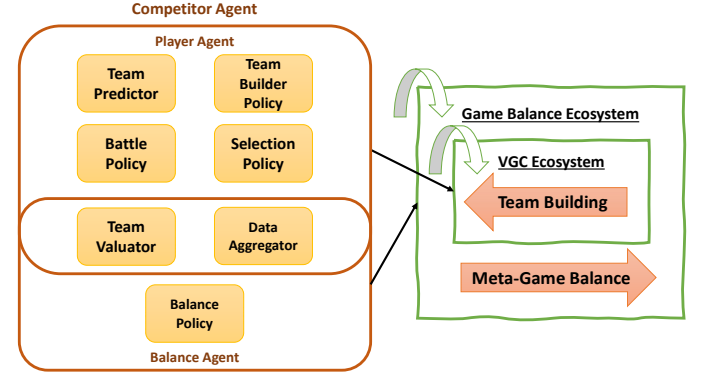 Competitor Agent
Player Agent
Team
Predictor
Team
Builder
Policy
Battle
Policy
Selection
Policy
Team
Valuator
Data
Aggregator
Balance
Policy
Balance Agent
Game Balance Ecosystem
VGC Ecosystem
Team Building
Meta-Game Balance